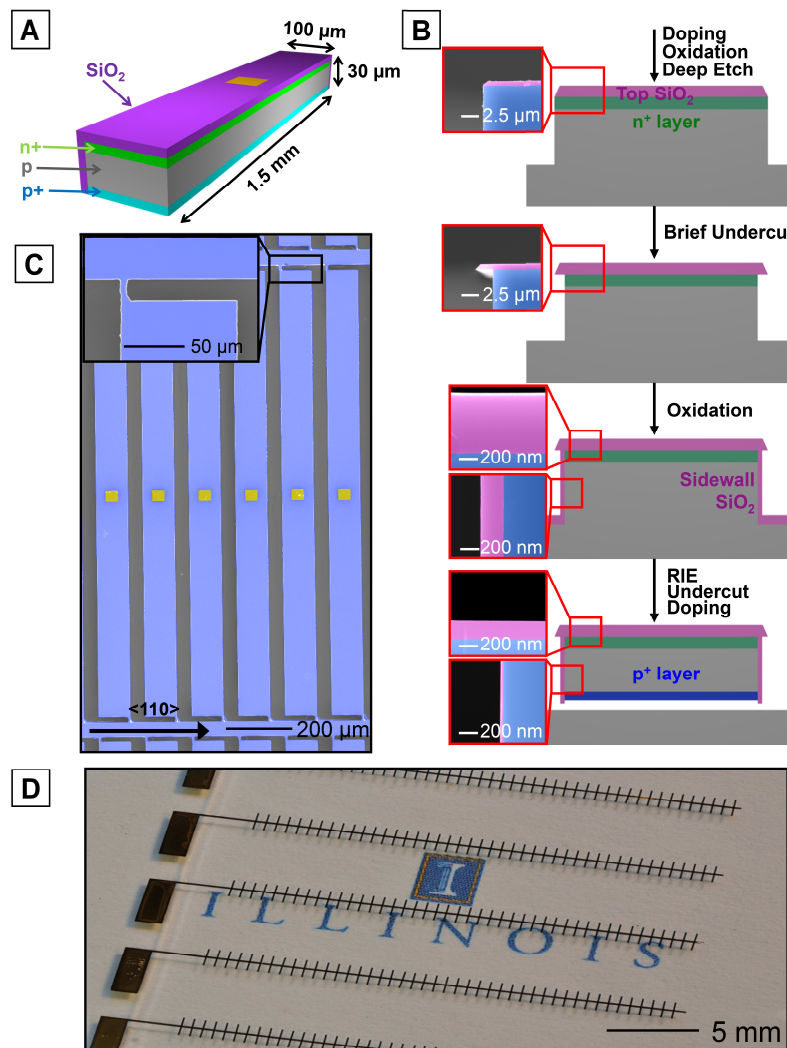 A
100 µm
SiO₂
30 µm
n+
p
p+
1.5 mm
B
Doping
Oxidation
Deep Etch
2.5 µm
Top SiO₂
n⁺ layer
Brief Undercu
2.5 µm
Oxidation
200 nm
200 nm
Sidewall
SiO₂
RIE
Undercut
Doping
200 nm
200 nm
p⁺ layer
C
50 µm
<110>
200 µm
D
I
ILLINOIS
5 mm